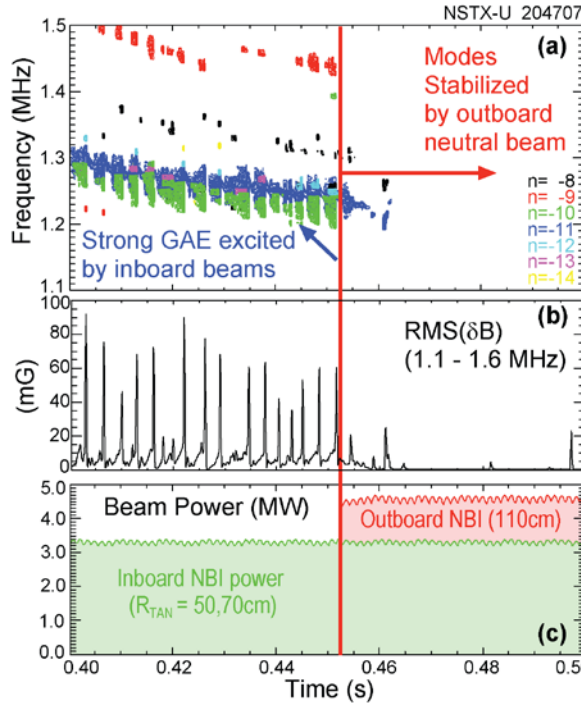 NSTX-U 204707
1.5
1.4
1.3
1.2
1.1
Frequency (MHz)
(a)
Modes
Stabilized
by outboard
neutral beam
Strong GAE excited
by inboard beams
n= -8
n= -9
n=-10
n=-11
n=-12
n=-13
n=-14
100
80
60
40
20
0
(mG)
(b)
RMS(δB)
(1.1 - 1.6 MHz)
5.0
4.0
3.0
2.0
1.0
0.0
Beam Power (MW)
Outboard NBI (110cm)
Inboard NBI power
(RTAN = 50,70cm)
(c)
0.40
0.42
0.44
0.46
0.48
0.5
Time (s)